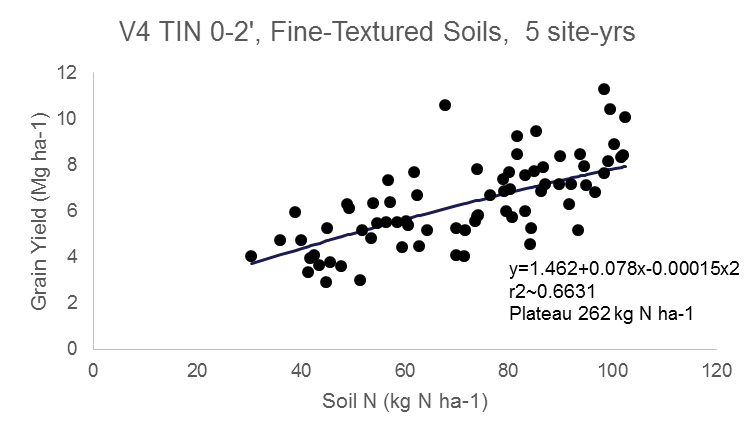 V4 TIN 0-2', Fine-Textured Soils, 5 site-yrs
12
10
8
6
4
2
0
Grain Yield (Mg ha-1)
y=1.462+0.078x-0.00015x2
r2~0.6631
Plateau 262 kg N ha-1
0 20 40 60 80 100 120
Soil N (kg N ha-1)